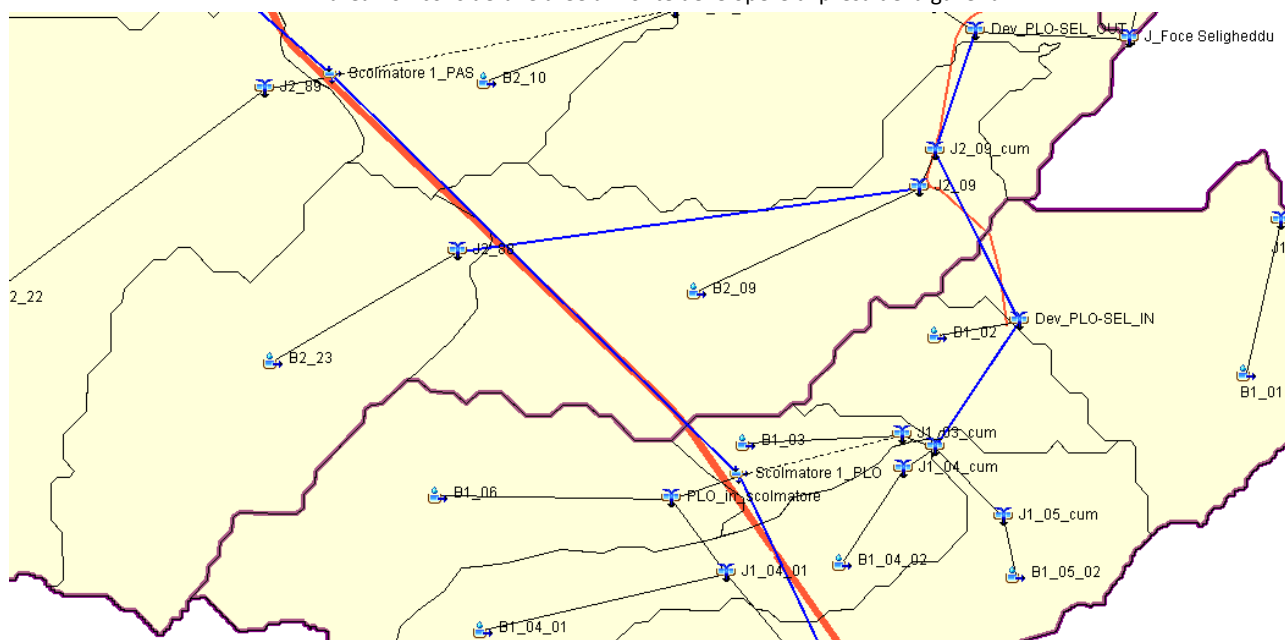 Dev_PLO-SEL_OUT
J_Foce Seligheddu
Scolmatore 1_PAS
J2_89
B2_10
J2_09_cum
J2_09
J1
J2_88
2_22
B2_09
Dev_PLO-SEL_IN
B1_02
B2_23
B1_01
B1_03
J1_03_cum
J1_04_cum
Scolmatore 1_PLO
B1_06
PLO_in_scolmatore
J1_05_cum
B1_04_02
J1_04_01
B1_05_02
B1_04_01